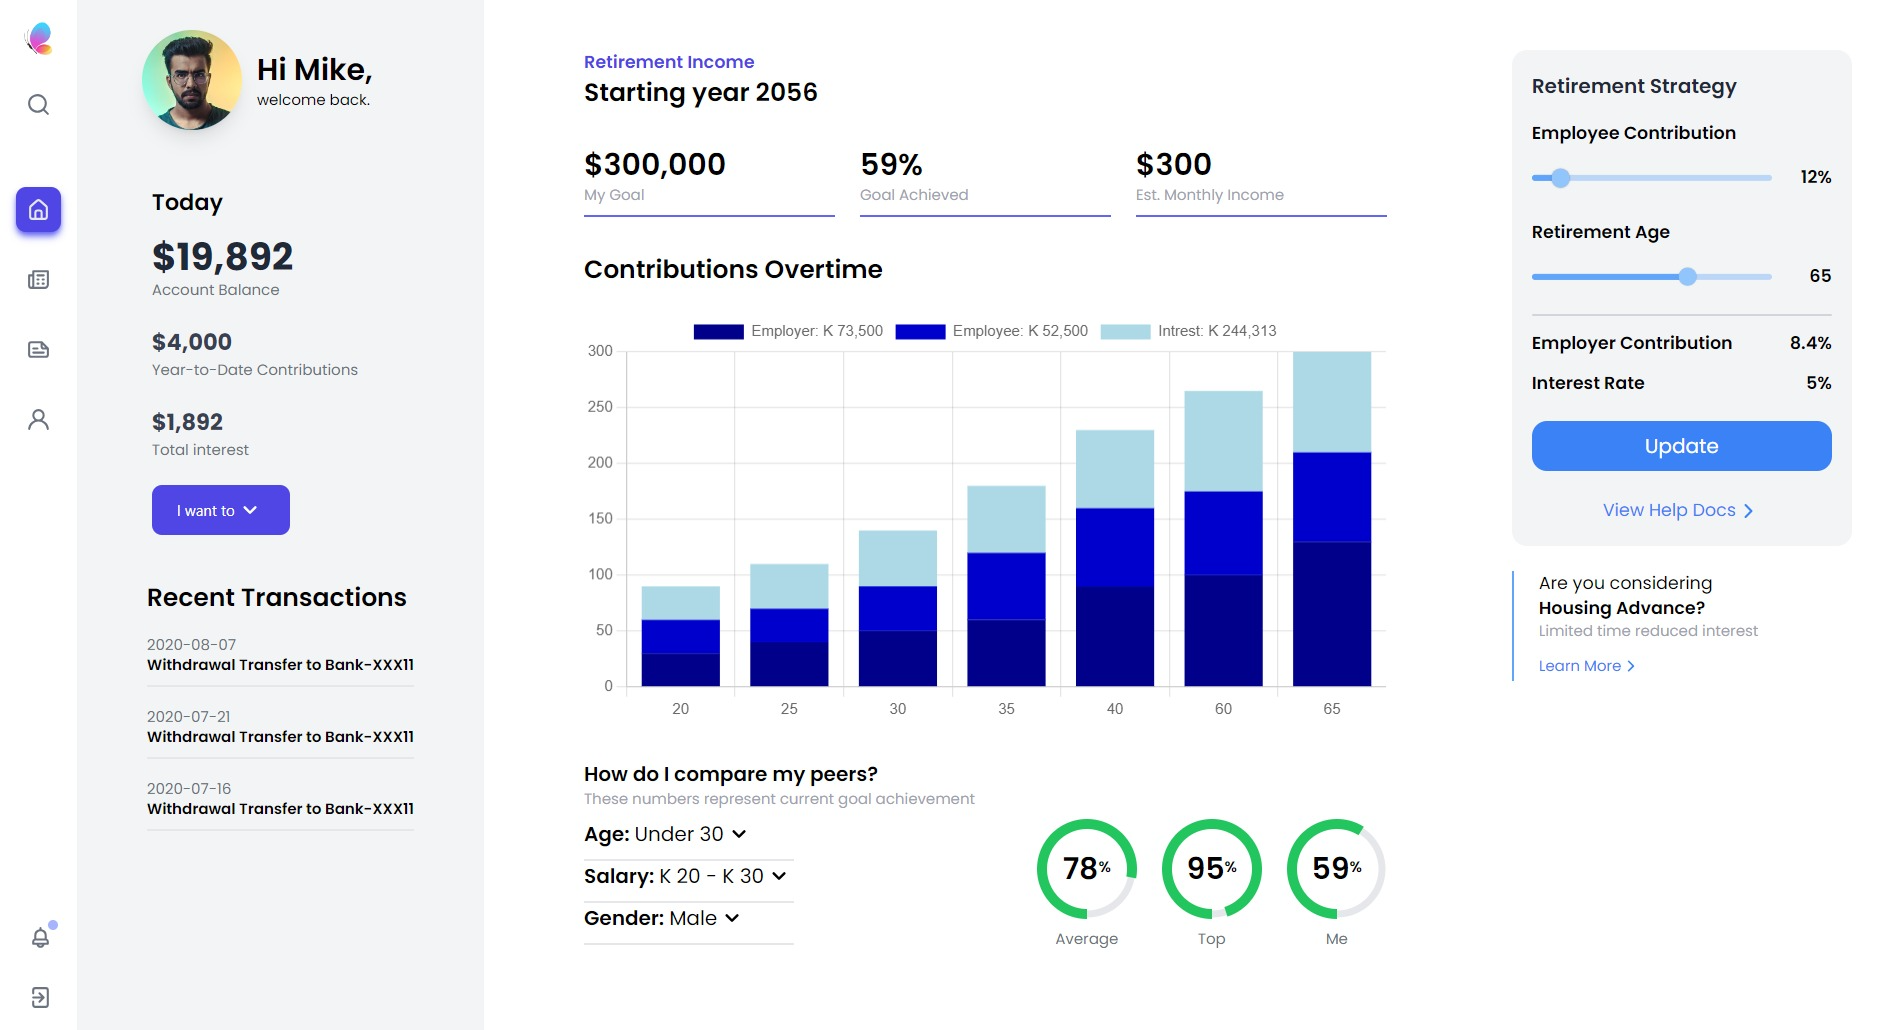 Hi Mike,
welcome back.
Today
$19,892
Account Balance
$4,000
Year-to-Date Contributions
$1,892
Total interest
I want to
Recent Transactions
2020-08-07
Withdrawal Transfer to Bank-XXX11
2020-07-21
Withdrawal Transfer to Bank-XXX11
2020-07-16
Withdrawal Transfer to Bank-XXX11
Retirement Income
Starting year 2056
$300,000
My Goal
59%
Goal Achieved
$300
Est. Monthly Income
Contributions Overtime
Employer: K 73,500 Employee: K 52,500 Intrest: K 244,313
300
250
200
150
100
50
0
20 25 30 35 40 60 65
How do I compare my peers?
These numbers represent current goal achievement
Age: Under 30
Salary: K 20 - K 30
Gender: Male
78%
Average
95%
Top
59%
Me
Retirement Strategy
Employee Contribution
12%
Retirement Age
65
Employer Contribution 8.4%
Interest Rate 5%
Update
View Help Docs
Are you considering
Housing Advance?
Limited time reduced interest
Learn More